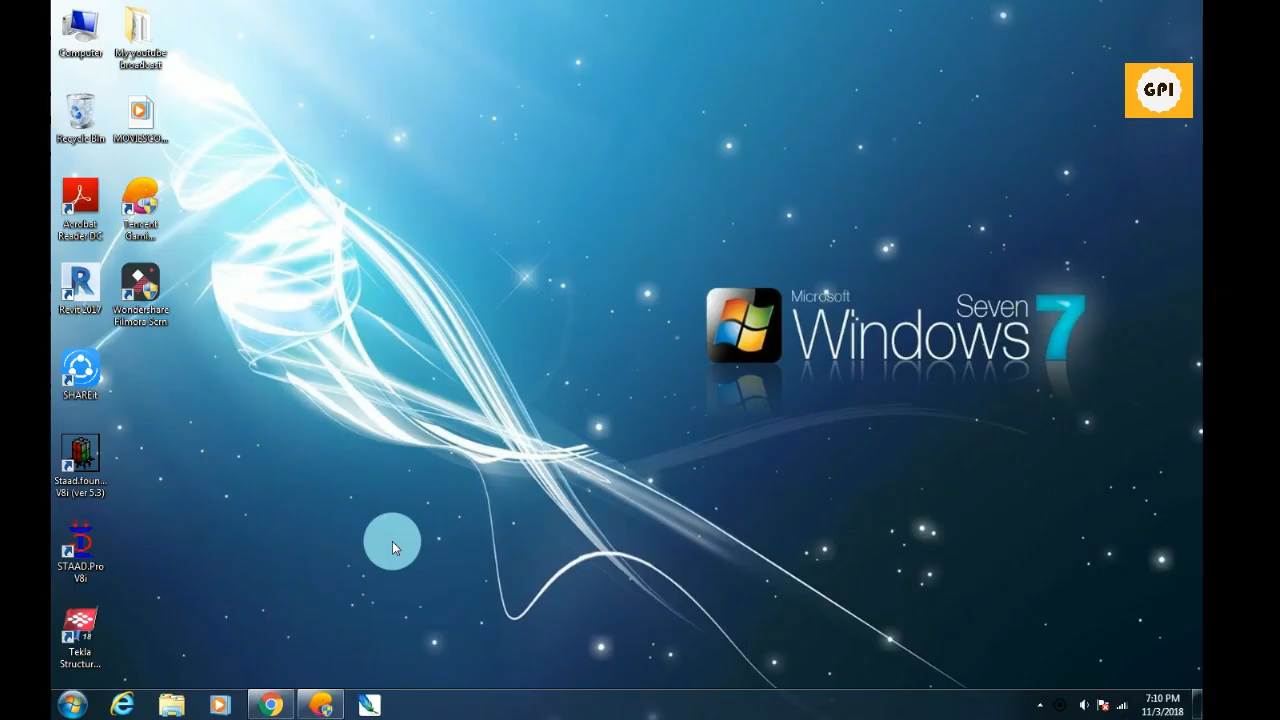 Computer
My youtube
broadcast
Recycle Bin
MOVIESCO...
Acrobat
Reader DC
Tencent
Gami...
Revit 2017
Wondershare
Filmora Scrn
SHAREit
Staad.foun...
V8i (ver 5.3)
STAAD.Pro
V8i
18
Tekla
Structur...
GPI
Microsoft
Windows
Seven
7
7:10 PM
11/3/2018